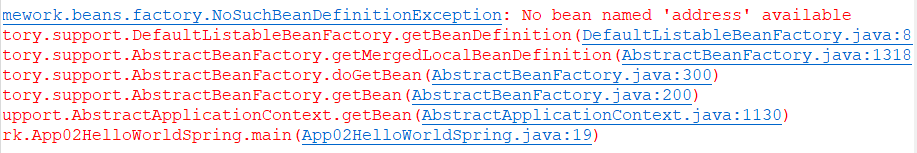 mework.beans.factory.NoSuchBeanDefinitionException: No bean named 'address' available
tory.support.DefaultListableBeanFactory.getBeanDefinition(DefaultListableBeanFactory.java:8
tory.support.AbstractBeanFactory.getMergedLocalBeanDefinition(AbstractBeanFactory.java:1318
tory.support.AbstractBeanFactory.doGetBean(AbstractBeanFactory.java:300)
tory.support.AbstractBeanFactory.getBean(AbstractBeanFactory.java:200)
upport.AbstractApplicationContext.getBean(AbstractApplicationContext.java:1130)
rk.App02HelloWorldSpring.main(App02HelloWorldSpring.java:19)